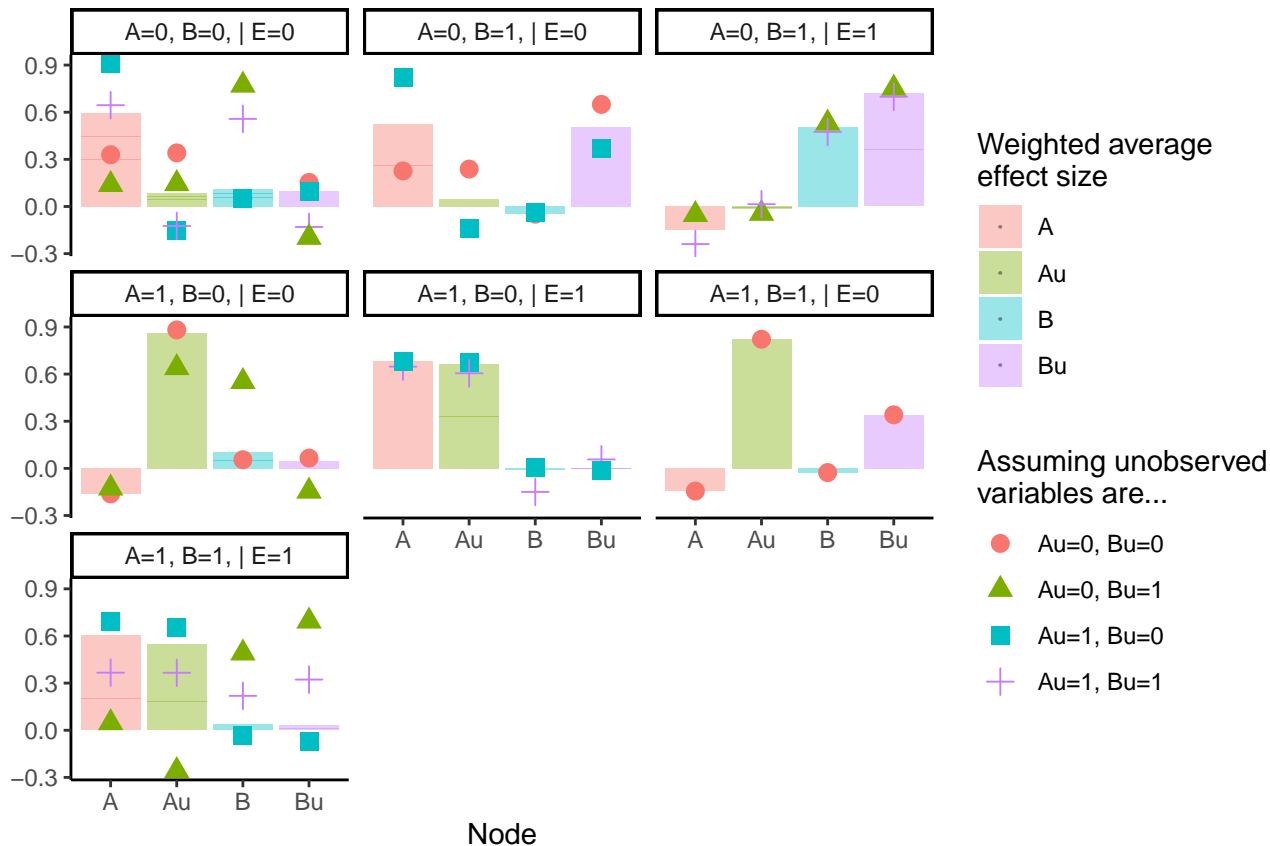 A=0, B=0, | E=0
A=0, B=1, | E=0
A=0, B=1, | E=1
0.9
0.6
0.3
0.0
−0.3
A=1, B=0, | E=0
A=1, B=0, | E=1
A=1, B=1, | E=0
0.9
0.6
0.3
0.0
−0.3
A Au B Bu
A Au B Bu
A=1, B=1, | E=1
0.9
0.6
0.3
0.0
−0.3
A Au B Bu
Node
Weighted average
effect size
A
Au
B
Bu
Assuming unobserved
variables are...
Au=0, Bu=0
Au=0, Bu=1
Au=1, Bu=0
Au=1, Bu=1